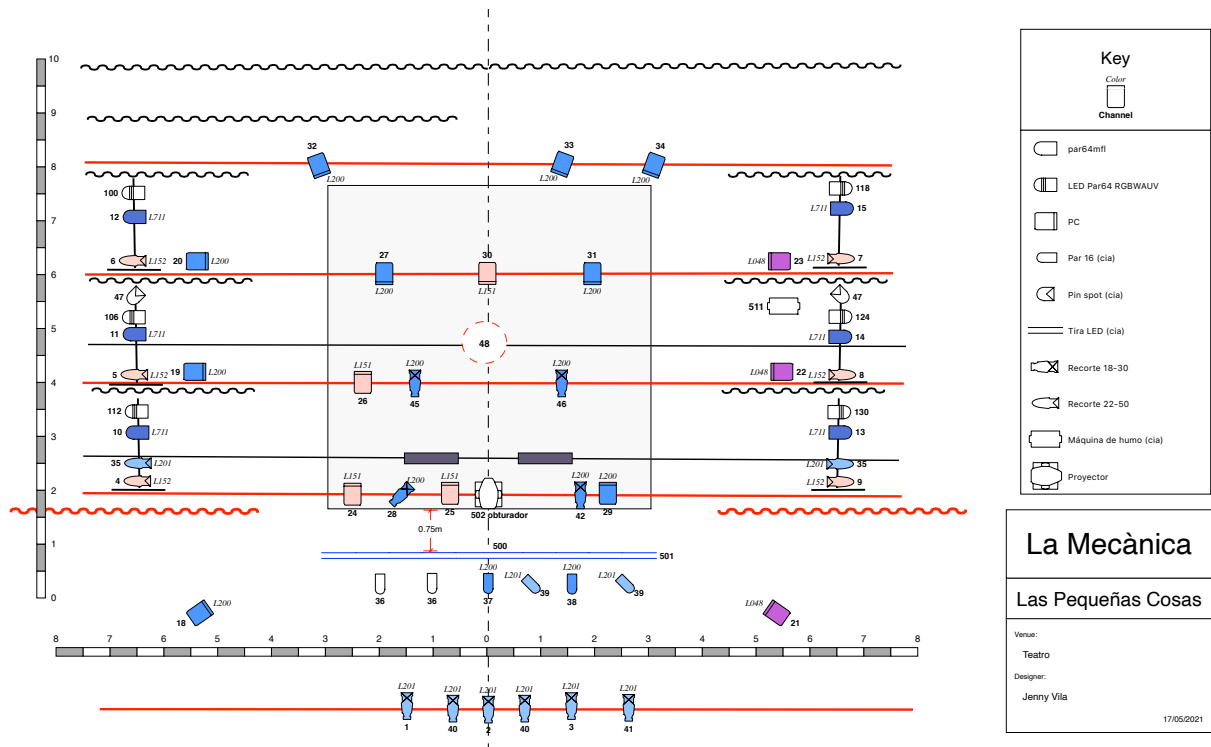 10
9
8
7
6
5
4
3
2
1
0
32
L200
33
L200
34
L200
100
12
L711
6
L152
20
L200
27
L200
30
L151
31
L200
118
L711
15
L048
23
L152
7
47
106
11
L711
5
L152
19
L200
48
511
47
124
L711
14
L048
22
L152
8
L151
26
L200
45
L200
46
112
10
L711
35
L201
4
L152
130
L711
13
L201
35
L152
9
L151
24
L200
28
L151
25
502 obturador
L200
42
L200
29
0.75m
500
501
36
36
L200
37
L201
39
L200
38
L201
39
L200
18
L048
21
8
7
6
5
4
3
2
1
0
1
2
3
4
5
6
7
8
L201
1
L201
40
L201
2
L201
40
L201
3
L201
41
Key
Color
Channel
par64mfl
LED Par64 RGBWAUV
PC
Par 16 (cia)
Pin spot (cia)
Tira LED (cia)
Recorte 18-30
Recorte 22-50
Máquina de humo (cia)
Proyector
La Mecànica
Las Pequeñas Cosas
Venue:
Teatro
Designer:
Jenny Vila
17/05/2021